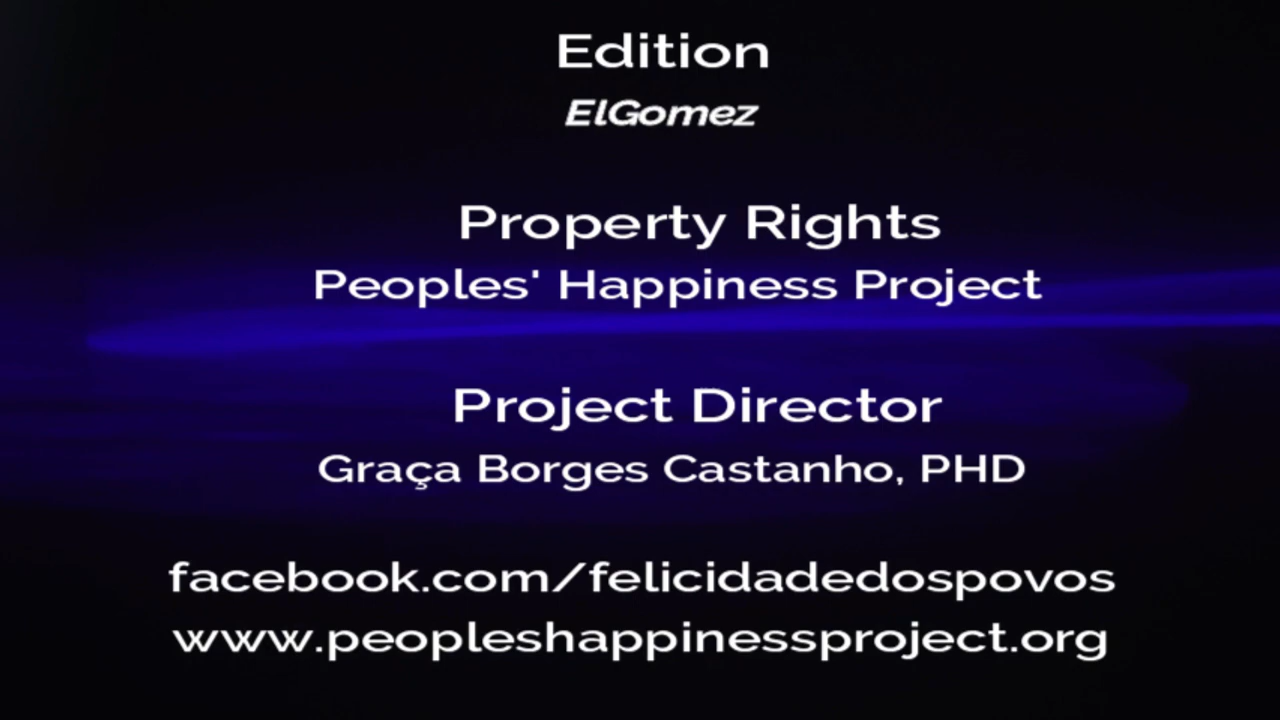 Edition
ElGomez
Property Rights
Peoples' Happiness Project
Project Director
Graça Borges Castanho, PHD
facebook.com/felicidadedospovos
www.peopleshappinessproject.org